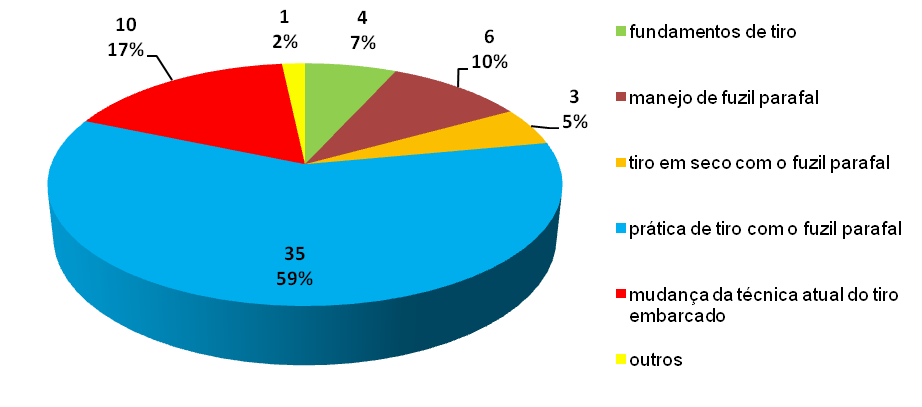 10
17%
1
2%
4
7%
6
10%
3
5%
35
59%
fundamentos de tiro
manejo de fuzil parafal
tiro em seco com o fuzil parafal
prática de tiro com o fuzil parafal
mudança da técnica atual do tiro
embarcado
outros